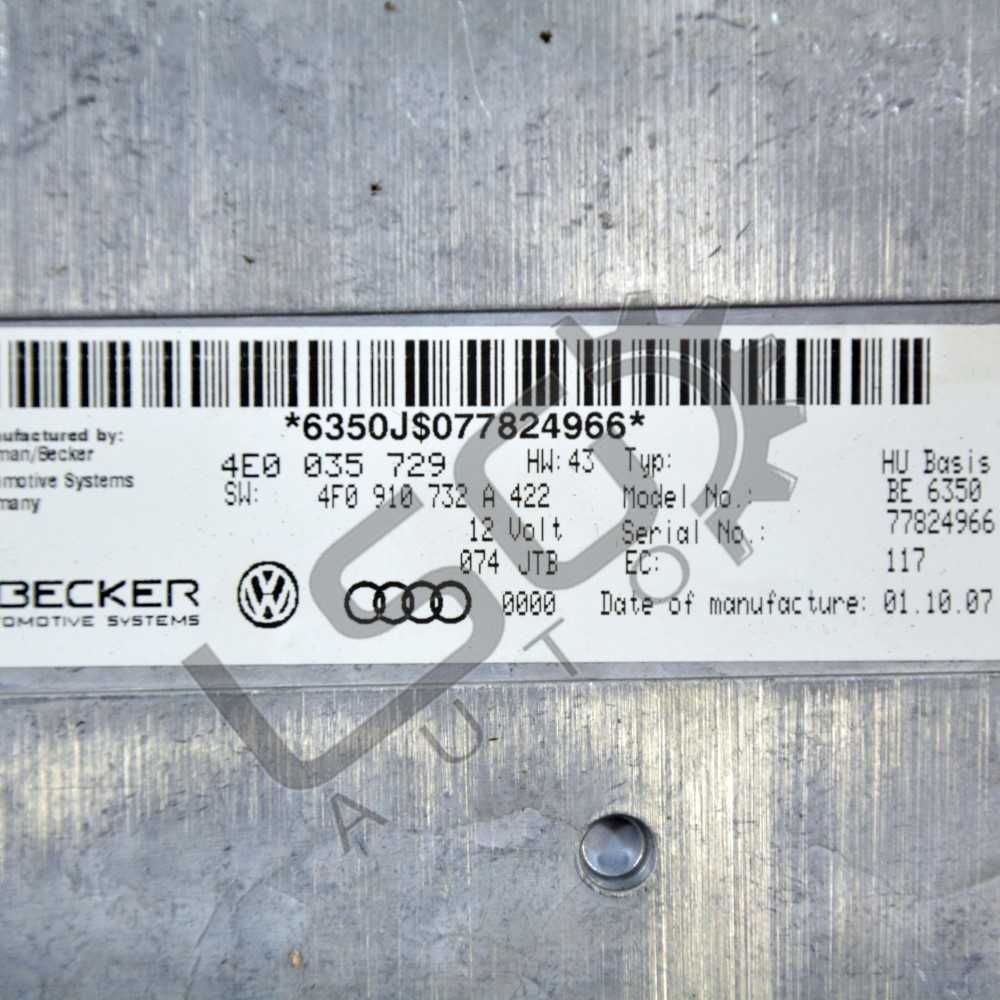 *6350J$077824966*
nufactured by:
man/Becker
omotive Systems
many
4E0 035 729 HW: 43 Typ: HU Basis
SW: 4F0 910 732 A 422 Model No.: BE 6350
12 Volt Serial No.: 77824966
074 JTB EC: 117
BECKER
TOMOTIVE SYSTEMS
0000 Date of manufacture: 01.10.07
LSC
AUTO